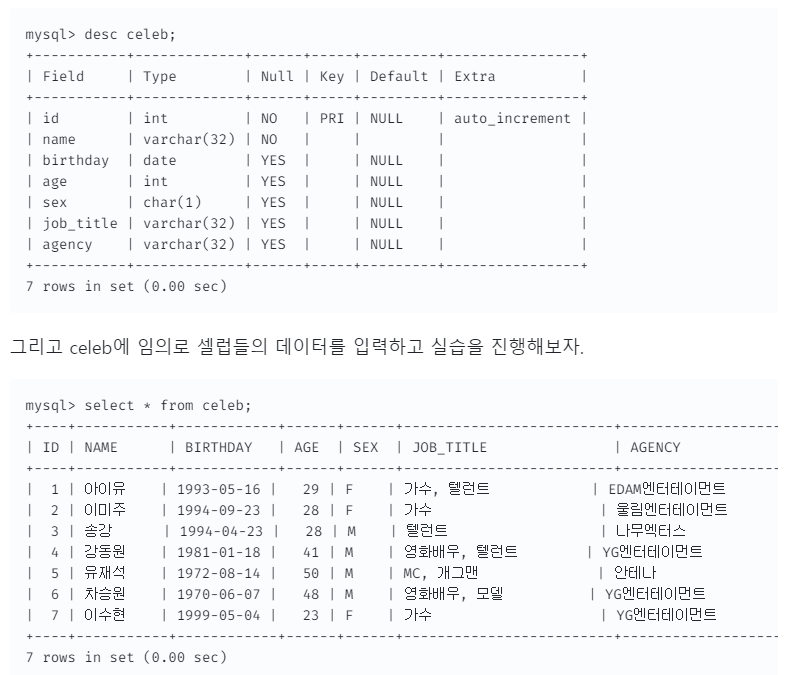 mysql> desc celeb;
+-----------+-------------+------+-----+---------+----------------+
| Field     | Type        | Null | Key | Default | Extra          |
+-----------+-------------+------+-----+---------+----------------+
| id        | int         | NO   | PRI | NULL    | auto_increment |
| name      | varchar(32) | NO   |     |         |                |
| birthday  | date        | YES  |     | NULL    |                |
| age       | int         | YES  |     | NULL    |                |
| sex       | char(1)     | YES  |     | NULL    |                |
| job_title | varchar(32) | YES  |     | NULL    |                |
| agency    | varchar(32) | YES  |     | NULL    |                |
+-----------+-------------+------+-----+---------+----------------+
7 rows in set (0.00 sec)
그리고 celeb에 임의로 셀럽들의 데이터를 입력하고 실습을 진행해보자.
mysql> select * from celeb;
+----+-----------+------------+------+------+-------------------------+-------------------
| ID | NAME      | BIRTHDAY   | AGE  | SEX  | JOB_TITLE               | AGENCY
+----+-----------+------------+------+------+-------------------------+-------------------
|  1 | 아이유    | 1993-05-16 |   29 | F    | 가수, 텔런트            | EDAM엔터테이먼트
|  2 | 이미주    | 1994-09-23 |   28 | F    | 가수                    | 울림엔터테이먼트
|  3 | 송강      | 1994-04-23 |   28 | M    | 텔런트                  | 나무엑터스
|  4 | 강동원    | 1981-01-18 |   41 | M    | 영화배우, 텔런트        | YG엔터테이먼트
|  5 | 유재석    | 1972-08-14 |   50 | M    | MC, 개그맨              | 안테나
|  6 | 차승원    | 1970-06-07 |   48 | M    | 영화배우, 모델          | YG엔터테이먼트
|  7 | 이수현    | 1999-05-04 |   23 | F    | 가수                    | YG엔터테이먼트
+----+-----------+------------+------+------+-------------------------+-------------------
7 rows in set (0.00 sec)